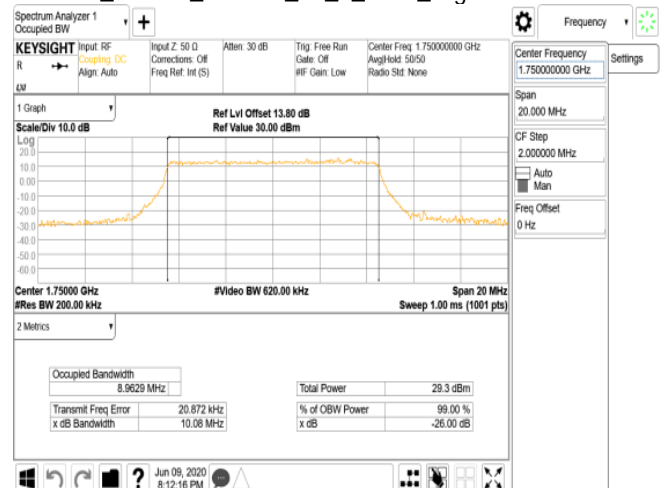 Spectrum Analyzer 1
Occupied BW
+
Frequency
KEYSIGHT
R
Input: RF
Coupling: DC
Align: Auto
Input Z: 50 Ω
Corrections: Off
Freq Ref: Int (S)
Atten: 30 dB
Trig: Free Run
Gate: Off
#IF Gain: Low
Center Freq: 1.750000000 GHz
Avg|Hold: 50/50
Radio Std: None
Center Frequency
1.750000000 GHz
Settings
Span
20.000 MHz
CF Step
2.000000 MHz
Auto
Man
Freq Offset
0 Hz
1 Graph
Scale/Div 10.0 dB
Ref Lvl Offset 13.80 dB
Ref Value 30.00 dBm
Log
20.0
10.0
0.00
-10.0
-20.0
-30.0
-40.0
-50.0
-60.0
Center 1.75000 GHz
#Res BW 200.00 kHz
#Video BW 620.00 kHz
Span 20 MHz
Sweep 1.00 ms (1001 pts)
2 Metrics
Occupied Bandwidth
8.9629 MHz
Total Power 29.3 dBm
Transmit Freq Error 20.872 kHz
% of OBW Power 99.00 %
x dB Bandwidth 10.08 MHz
x dB -26.00 dB
?
Jun 09, 2020
8:12:16 PM